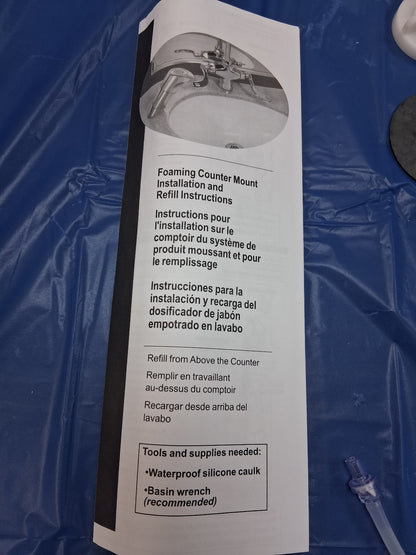 Foaming Counter Mount
Installation and
Refill Instructions
Instructions pour
l'installation sur le
comptoir du système de
produit moussant et pour
le remplissage
Instrucciones para la
instalación y recarga del
dosificador de jabón
empotrado en lavabo
Refill from Above the Counter
Remplir en travaillant
au-dessus du comptoir
Recargar desde arriba del
lavabo
Tools and supplies needed:
•Waterproof silicone caulk
•Basin wrench
(recommended)